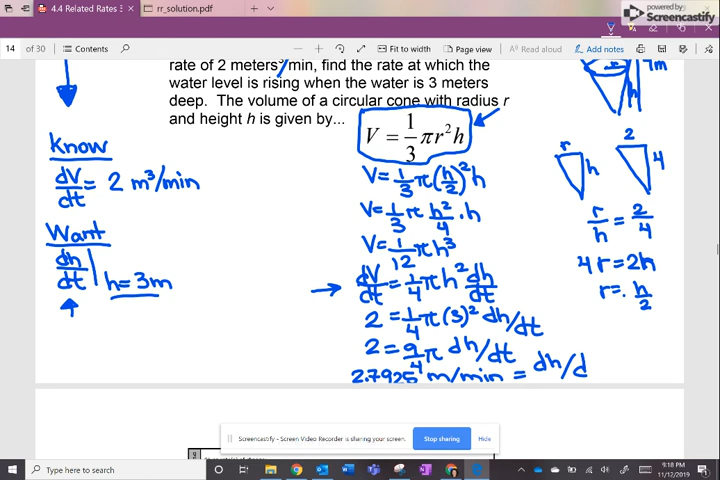 4.4 Related Rates
rr_solution.pdf
powered by
Screencastify
14 of 30
Contents
Fit to width
Page view
Read aloud
Add notes
rate of 2 meters³/min, find the rate at which the
water level is rising when the water is 3 meters
deep. The volume of a circular cone with radius r
and height h is given by...
V = 1/3 πr²h
4m
h
Know
dV/dt = 2 m³/min
Want
dh/dt | h=3m
V=1/3 π(h/2)²h
V=1/3 π h²/4 · h
V=1/12 πh³
dV/dt = 1/4 πh² dh/dt
2 = 1/4 π(3)² dh/dt
2 = 9/4 π dh/dt
2.7925 m/min = dh/d
r h 2 4
r/h = 2/4
4r=2h
r=. h/2
Screencastify - Screen Video Recorder is sharing your screen.
Stop sharing
Hide
Type here to search
9:18 PM
11/12/2019